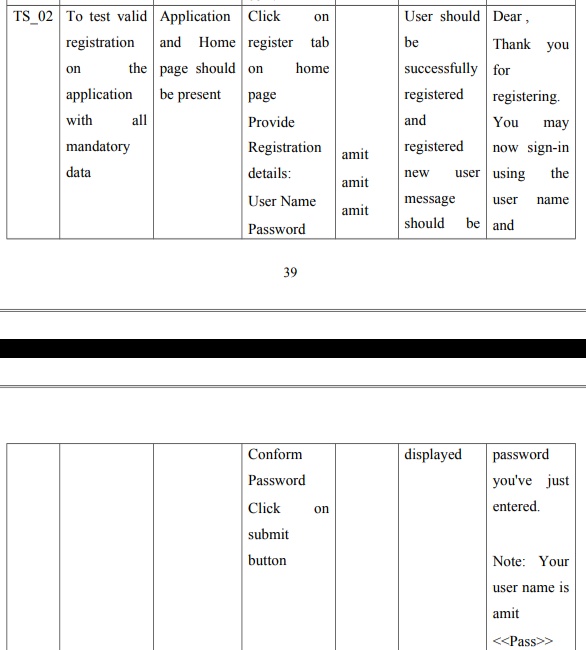 TS_02
To test valid
registration
on the
application
with all
mandatory
data
Application
and Home
page should
be present
Click on
register tab
on home
page
Provide
Registration
details:
User Name
Password
amit
amit
amit
User should
be
successfully
registered
and
registered
new user
message
should be
Dear ,
Thank you
for
registering.
You may
now sign-in
using the
user name
and
39
Conform
Password
Click on
submit
button
displayed
password
you've just
entered.
Note: Your
user name is
amit
<<Pass>>